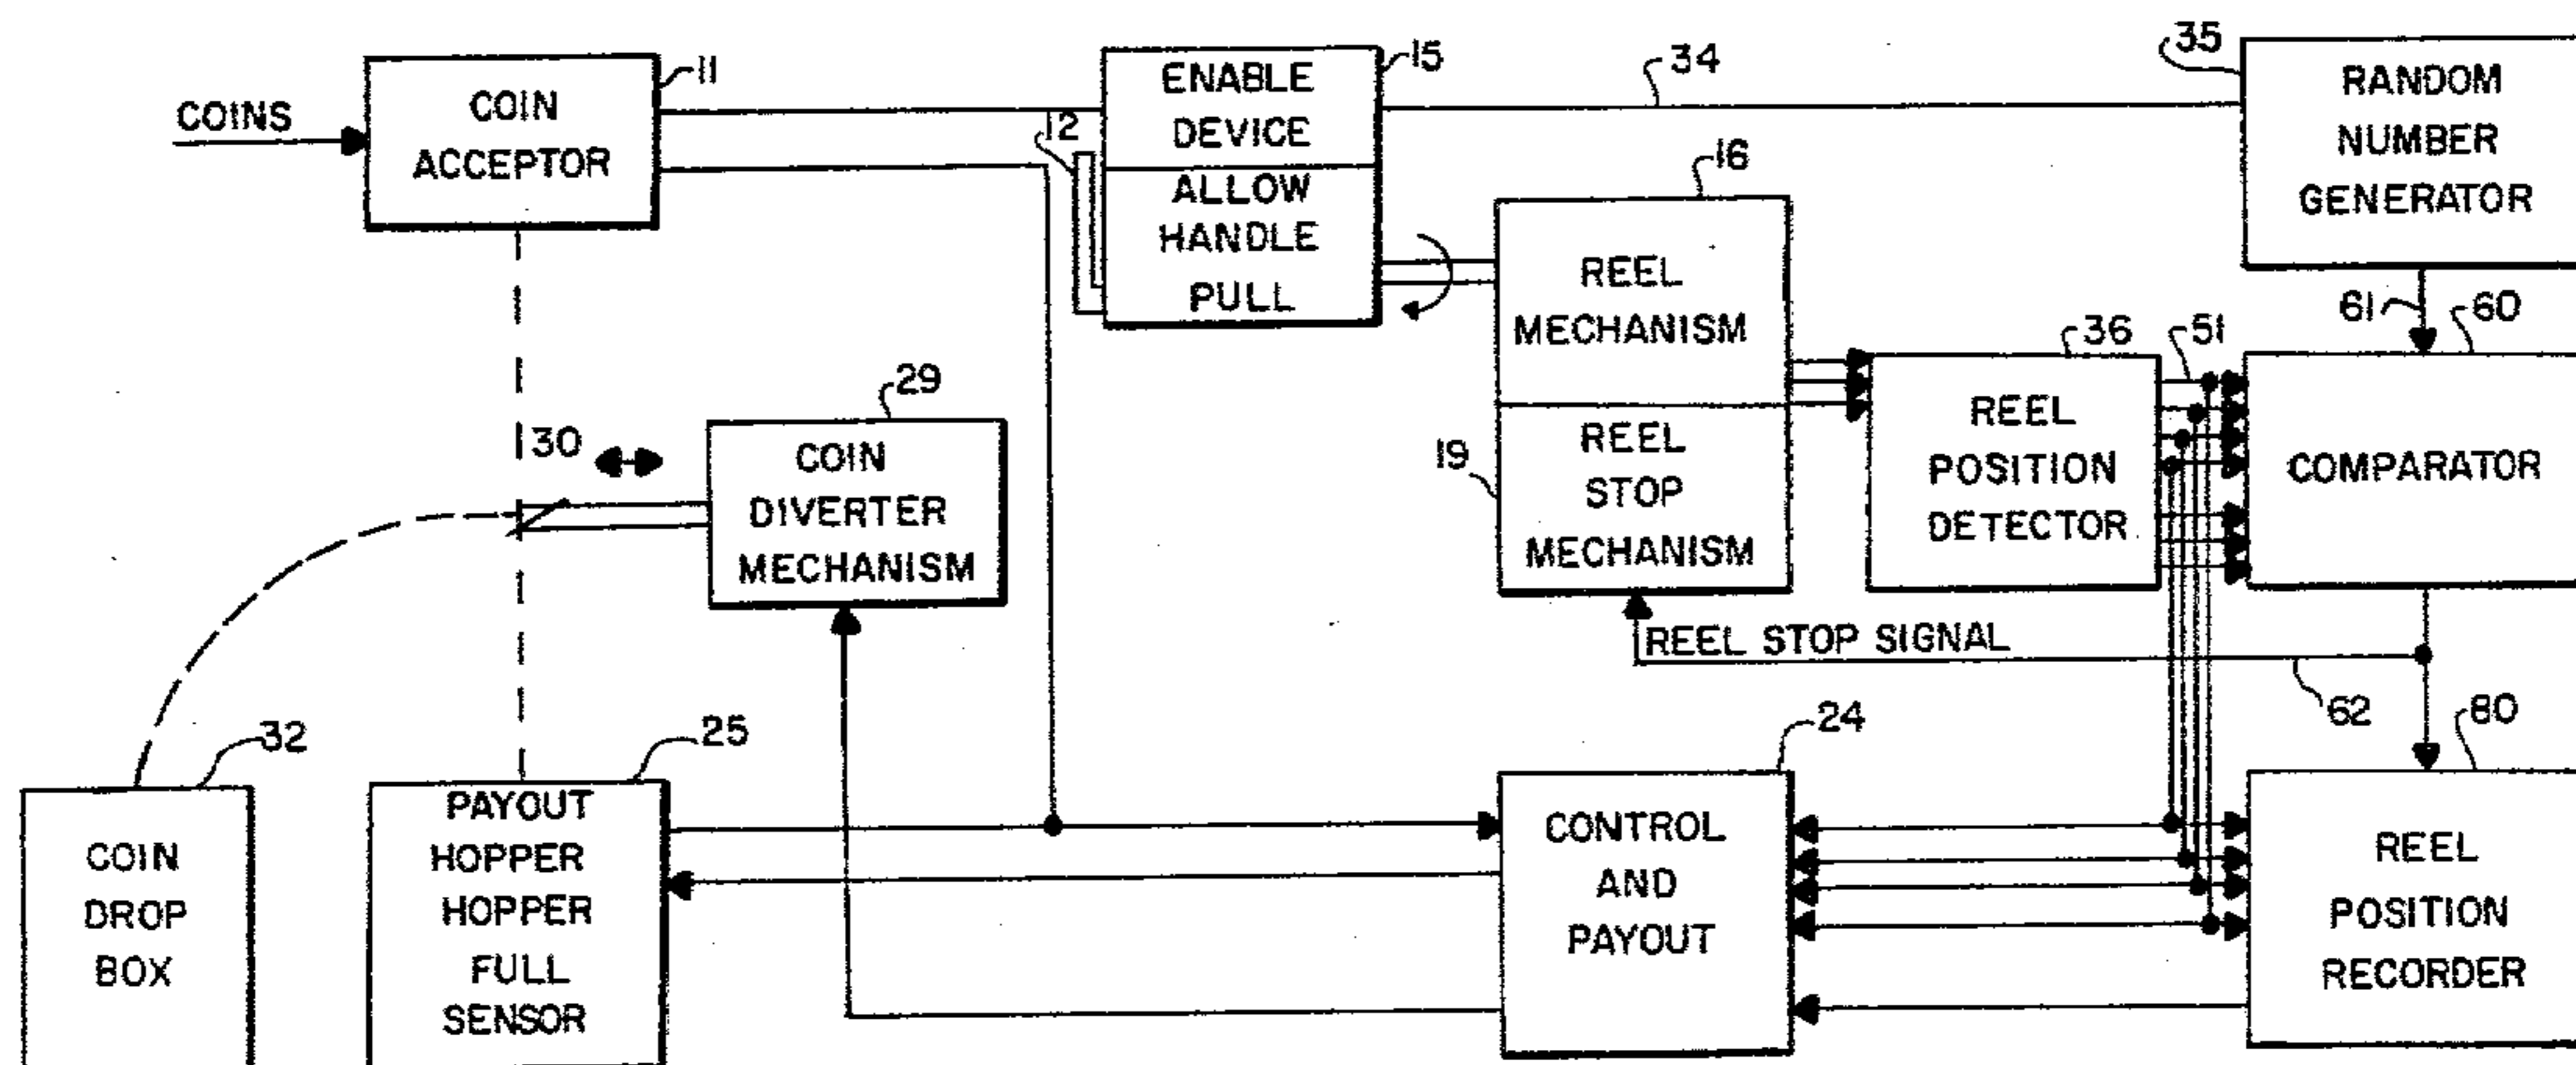 COINS
COIN
ACCEPTOR
11
12
ENABLE
DEVICE
15
ALLOW
HANDLE
PULL
34
35
RANDOM
NUMBER
GENERATOR
16
REEL
MECHANISM
19
REEL
STOP
MECHANISM
36
REEL
POSITION
DETECTOR
51
61
60
COMPARATOR
30
29
COIN
DIVERTER
MECHANISM
REEL STOP SIGNAL
62
32
COIN
DROP
BOX
25
PAYOUT
HOPPER
HOPPER
FULL
SENSOR
24
CONTROL
AND
PAYOUT
80
REEL
POSITION
RECORDER